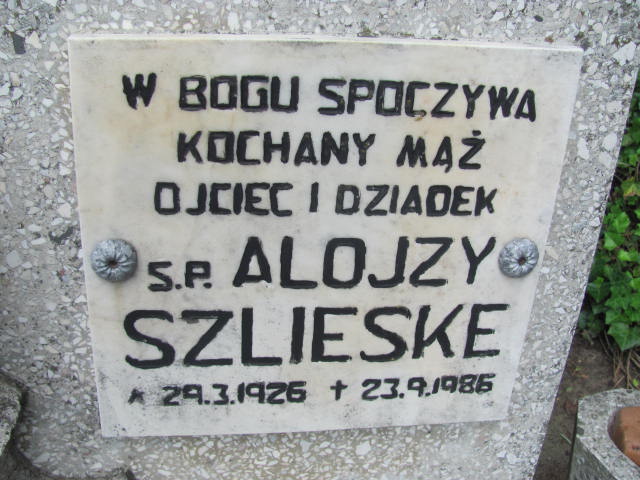 W BOGU SPOCZYWA
KOCHANY MĄŻ
OJCIEC I DZIADEK
S.P. ALOJZY
SZLIESKE
* 29.3.1926 † 23.9.1986